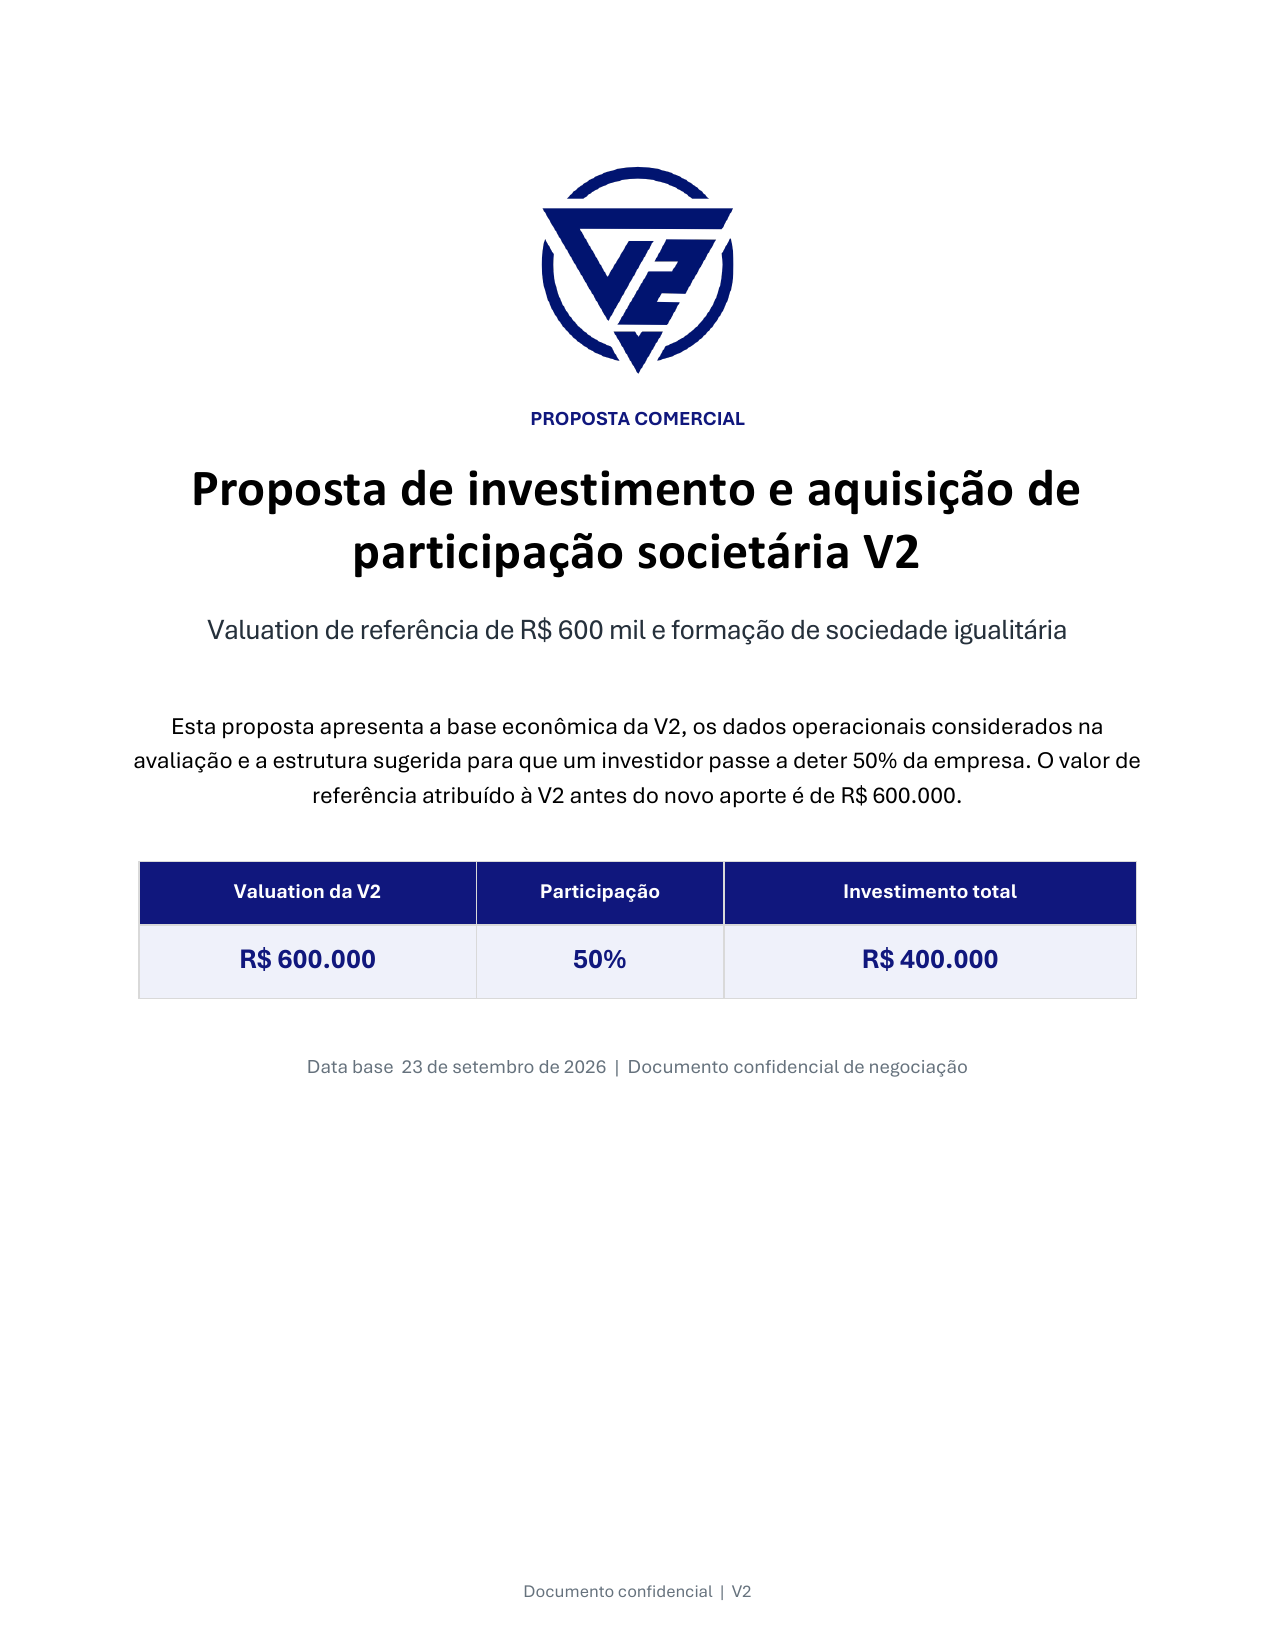 V2
PROPOSTA COMERCIAL
Proposta de investimento e aquisição de
participação societária V2
Valuation de referência de R$ 600 mil e formação de sociedade igualitária
Esta proposta apresenta a base econômica da V2, os dados operacionais considerados na
avaliação e a estrutura sugerida para que um investidor passe a deter 50% da empresa. O valor de
referência atribuído à V2 antes do novo aporte é de R$ 600.000.
Valuation da V2 Participação Investimento total
R$ 600.000 50% R$ 400.000
Data base 23 de setembro de 2026 | Documento confidencial de negociação
Documento confidencial | V2